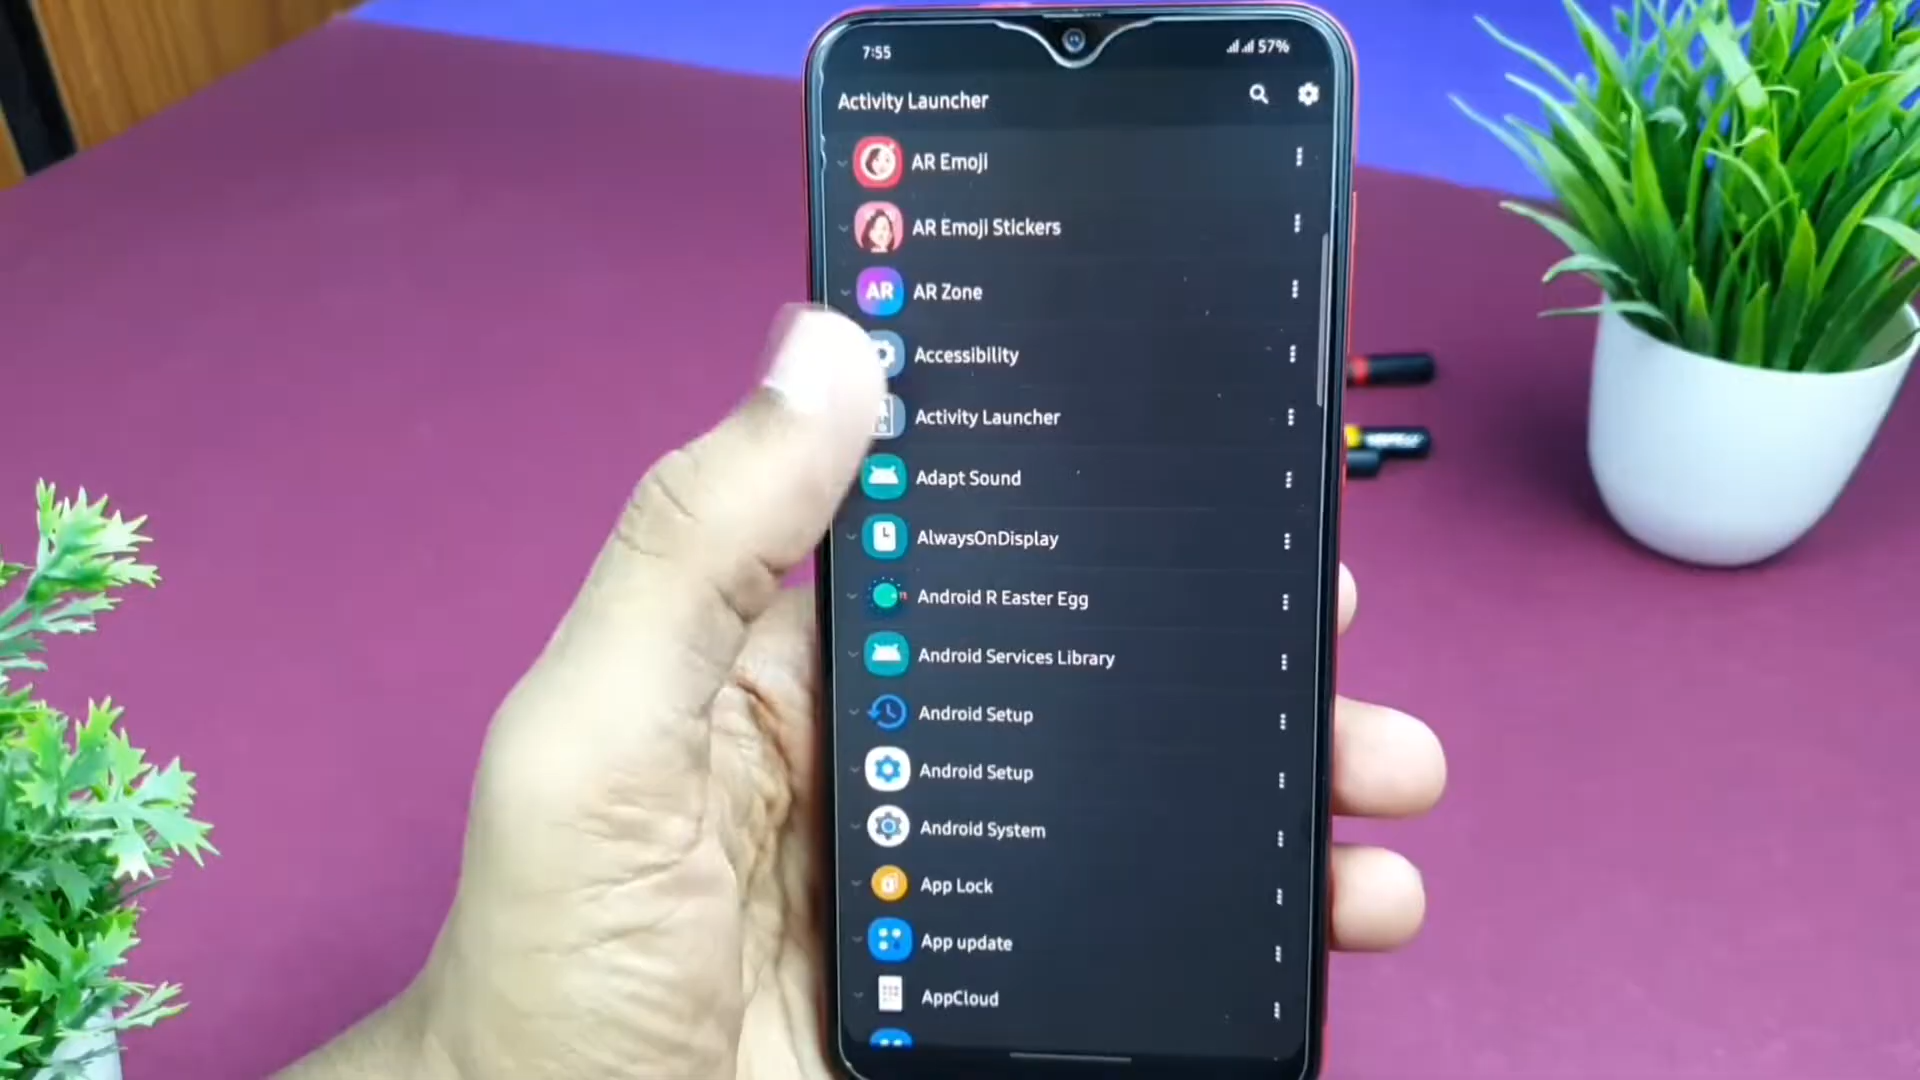 7:55
57%
Activity Launcher
AR Emoji
AR Emoji Stickers
AR AR Zone
Accessibility
Activity Launcher
Adapt Sound
AlwaysOnDisplay
Android R Easter Egg
Android Services Library
Android Setup
Android Setup
Android System
App Lock
App update
AppCloud